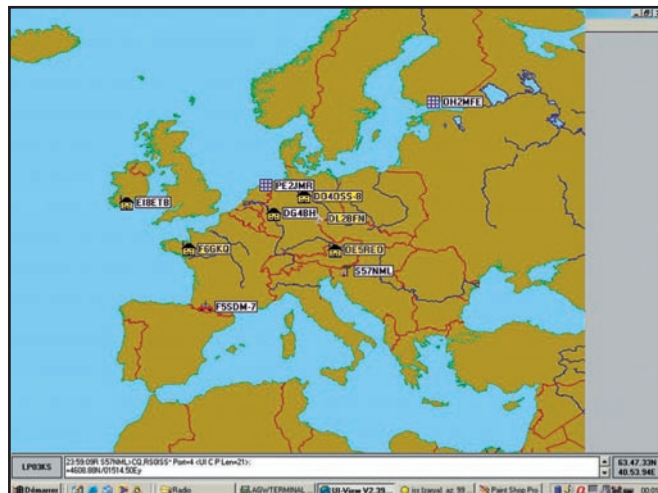 OH2MFE
PE2JMR
DO4OSS-8
EI8ETB
DG4BH
DL2BFN
F6GKQ
OE5REO
S57NML
F5SDM-7
23:59:09R S57NML>CQ,RS0ISS* Port=4 <UI C P Len=21>:
=4608.88N/01514.50Ey
LP03KS
63.47.33N
40.53.94E
Démarrer
Radio
AGWTERMINAL
UI-View V2.39
Paint Shop Pro